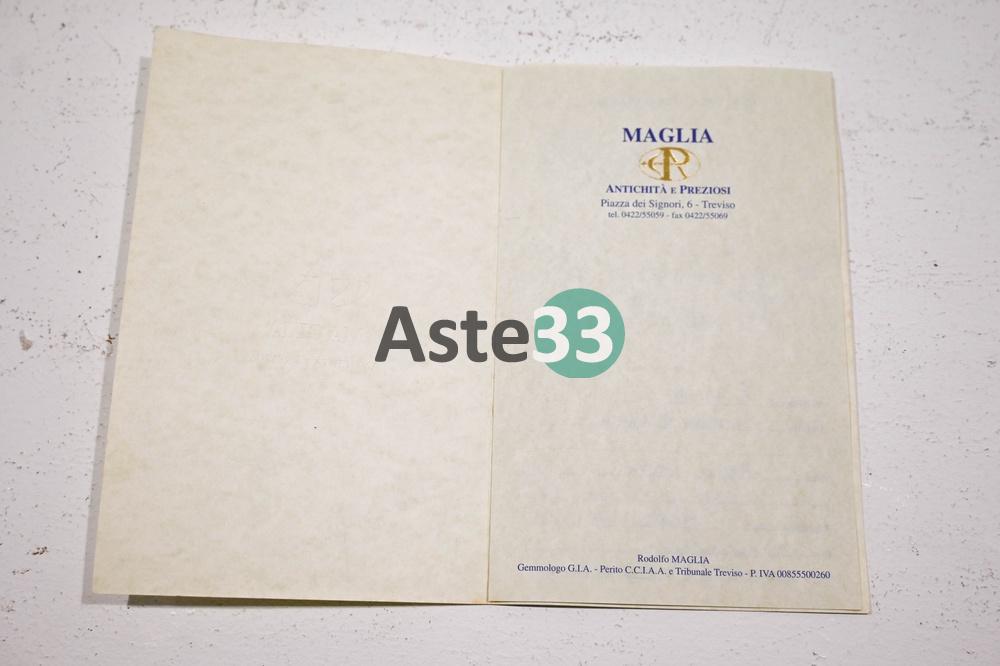 MAGLIA
ANTICHITÀ E PREZIOSI
Piazza dei Signori, 6 - Treviso
tel. 0422/55059 - fax 0422/55069
Aste33
Rodolfo MAGLIA
Gemmologo G.I.A. - Perito C.C.I.A.A. e Tribunale Treviso - P. IVA 00855500260